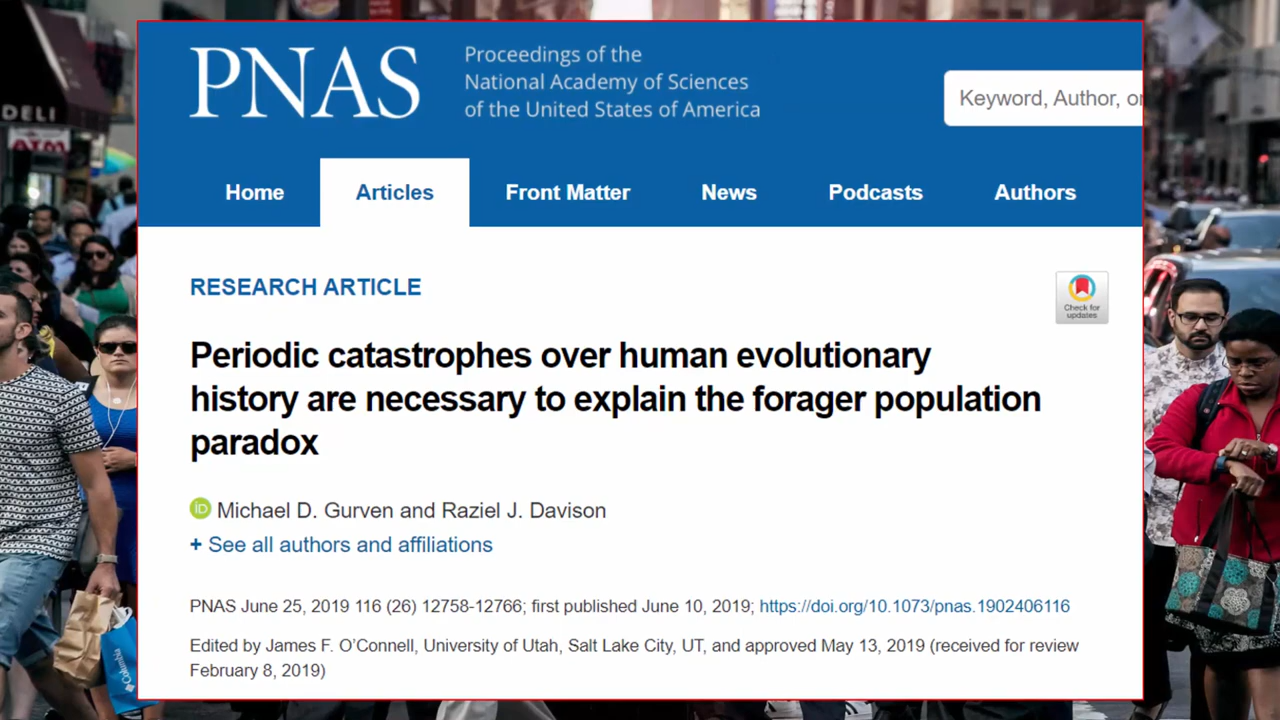 PNAS
Proceedings of the
National Academy of Sciences
of the United States of America
Keyword, Author, or
Home
Articles
Front Matter
News
Podcasts
Authors
RESEARCH ARTICLE
Check for
updates
Periodic catastrophes over human evolutionary
history are necessary to explain the forager population
paradox
iD Michael D. Gurven and Raziel J. Davison
+ See all authors and affiliations
PNAS June 25, 2019 116 (26) 12758-12766; first published June 10, 2019; https://doi.org/10.1073/pnas.1902406116
Edited by James F. O’Connell, University of Utah, Salt Lake City, UT, and approved May 13, 2019 (received for review
February 8, 2019)
DELI
ATM
Columbia